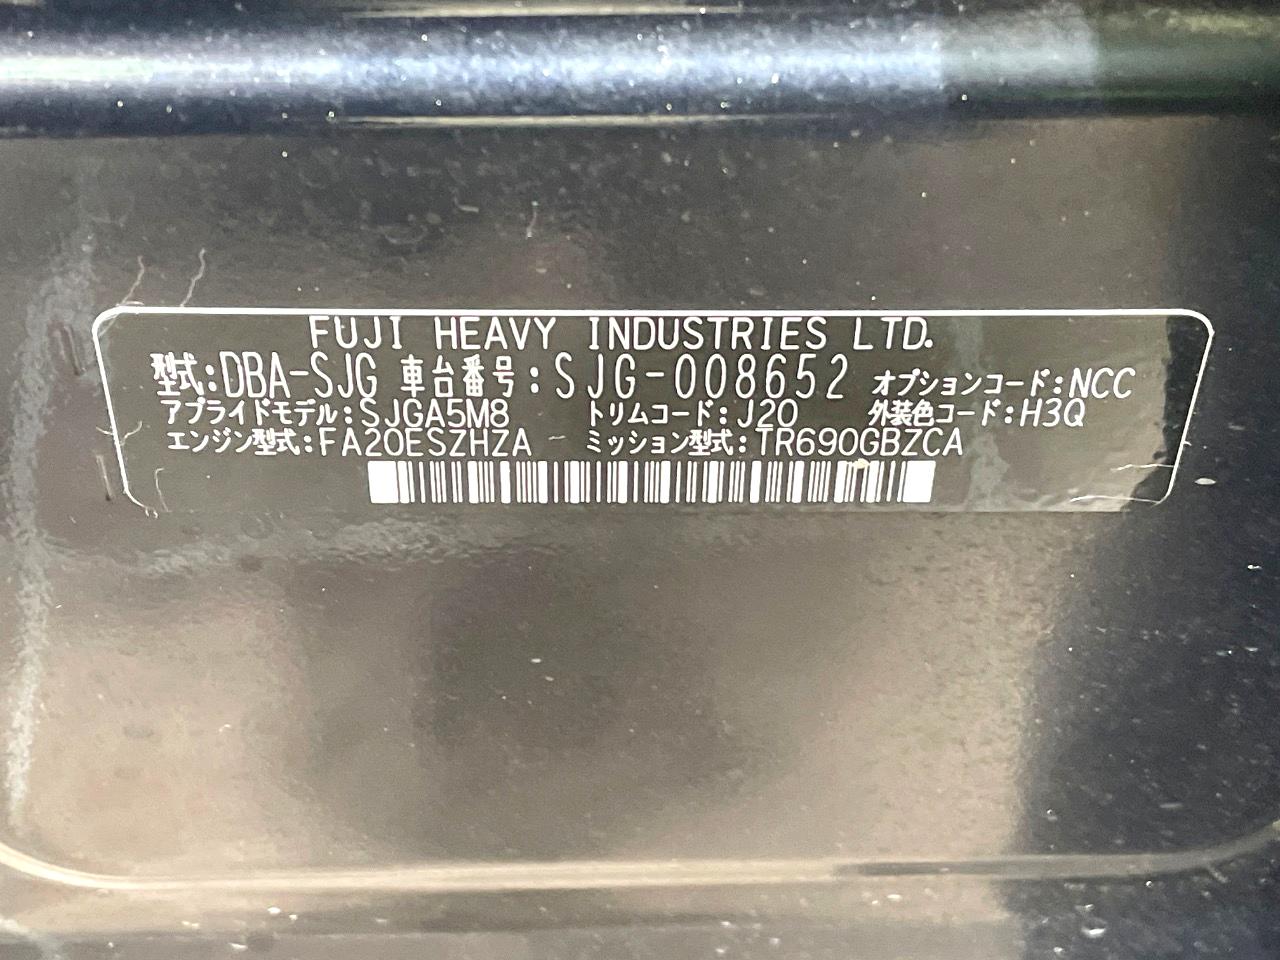 FUJI HEAVY INDUSTRIES LTD.
型式:DBA-SJG 車台番号:SJG-008652 オプションコード:NCC
アプライドモデル:SJGA5M8 トリムコード:J20 外装色コード:H3Q
エンジン型式:FA20ESZHZA ミッション型式:TR690GBZCA